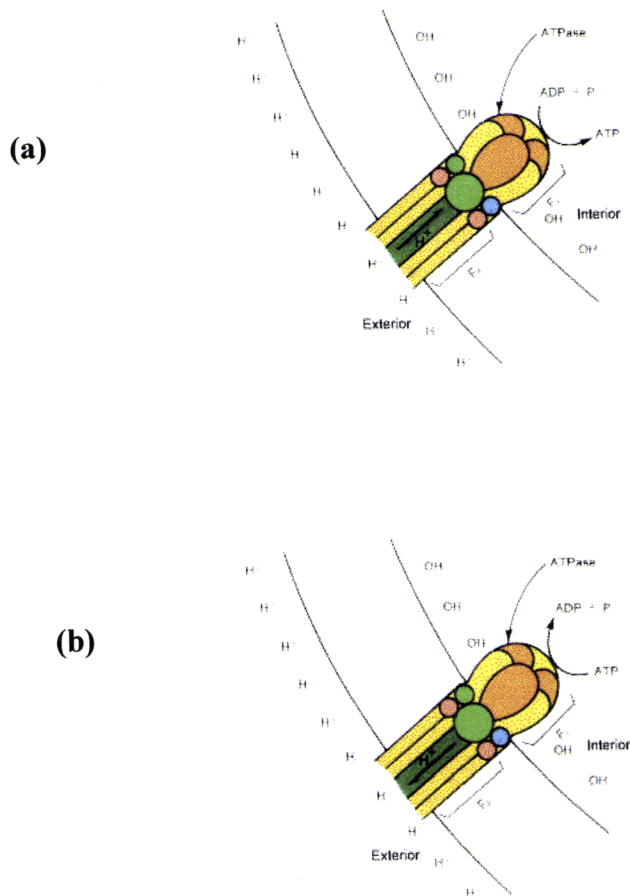 (a)
H⁻
H⁻
H⁻
H
H⁻
H⁻
H⁻
H⁻
H⁻
OH
OH
OH
ATPase
ADP + P
ATP
F₁
OH
Interior
OH
H⁺
Exterior
(b)
H⁻
H⁻
H⁻
H⁻
H⁻
H
H⁻
H⁻
H⁻
H⁻
OH
OH
OH
ATPase
ADP + P
ATP
OH
Interior
OH
H⁺
Exterior